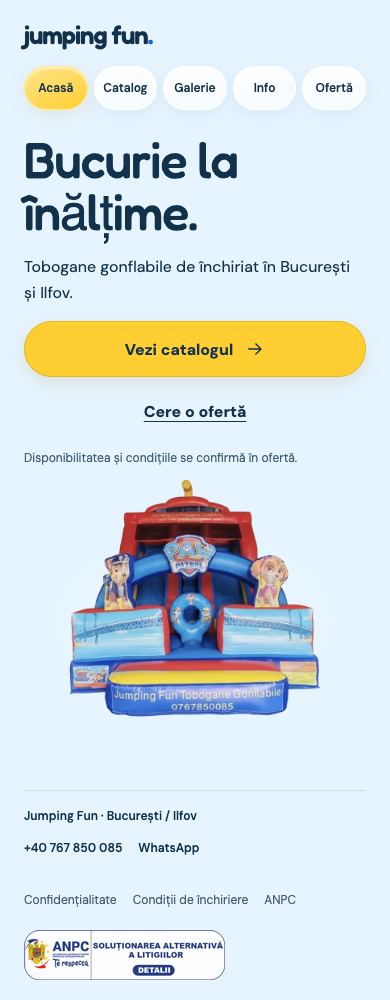 jumping fun.
Acasă
Catalog
Galerie
Info
Ofertă
Bucurie la
înălțime.
Tobogane gonflabile de închiriat în București
și Ilfov.
Vezi catalogul →
Cere o ofertă
Disponibilitatea și condițiile se confirmă în ofertă.
PAW
PATROL
Jumping Fun Tobogane Gonflabile
0767850085
Jumping Fun · București / Ilfov
+40 767 850 085 WhatsApp
Confidențialitate Condiții de închiriere ANPC
ANPC
Te respectă
SOLUȚIONAREA ALTERNATIVĂ
A LITIGIILOR
DETALII